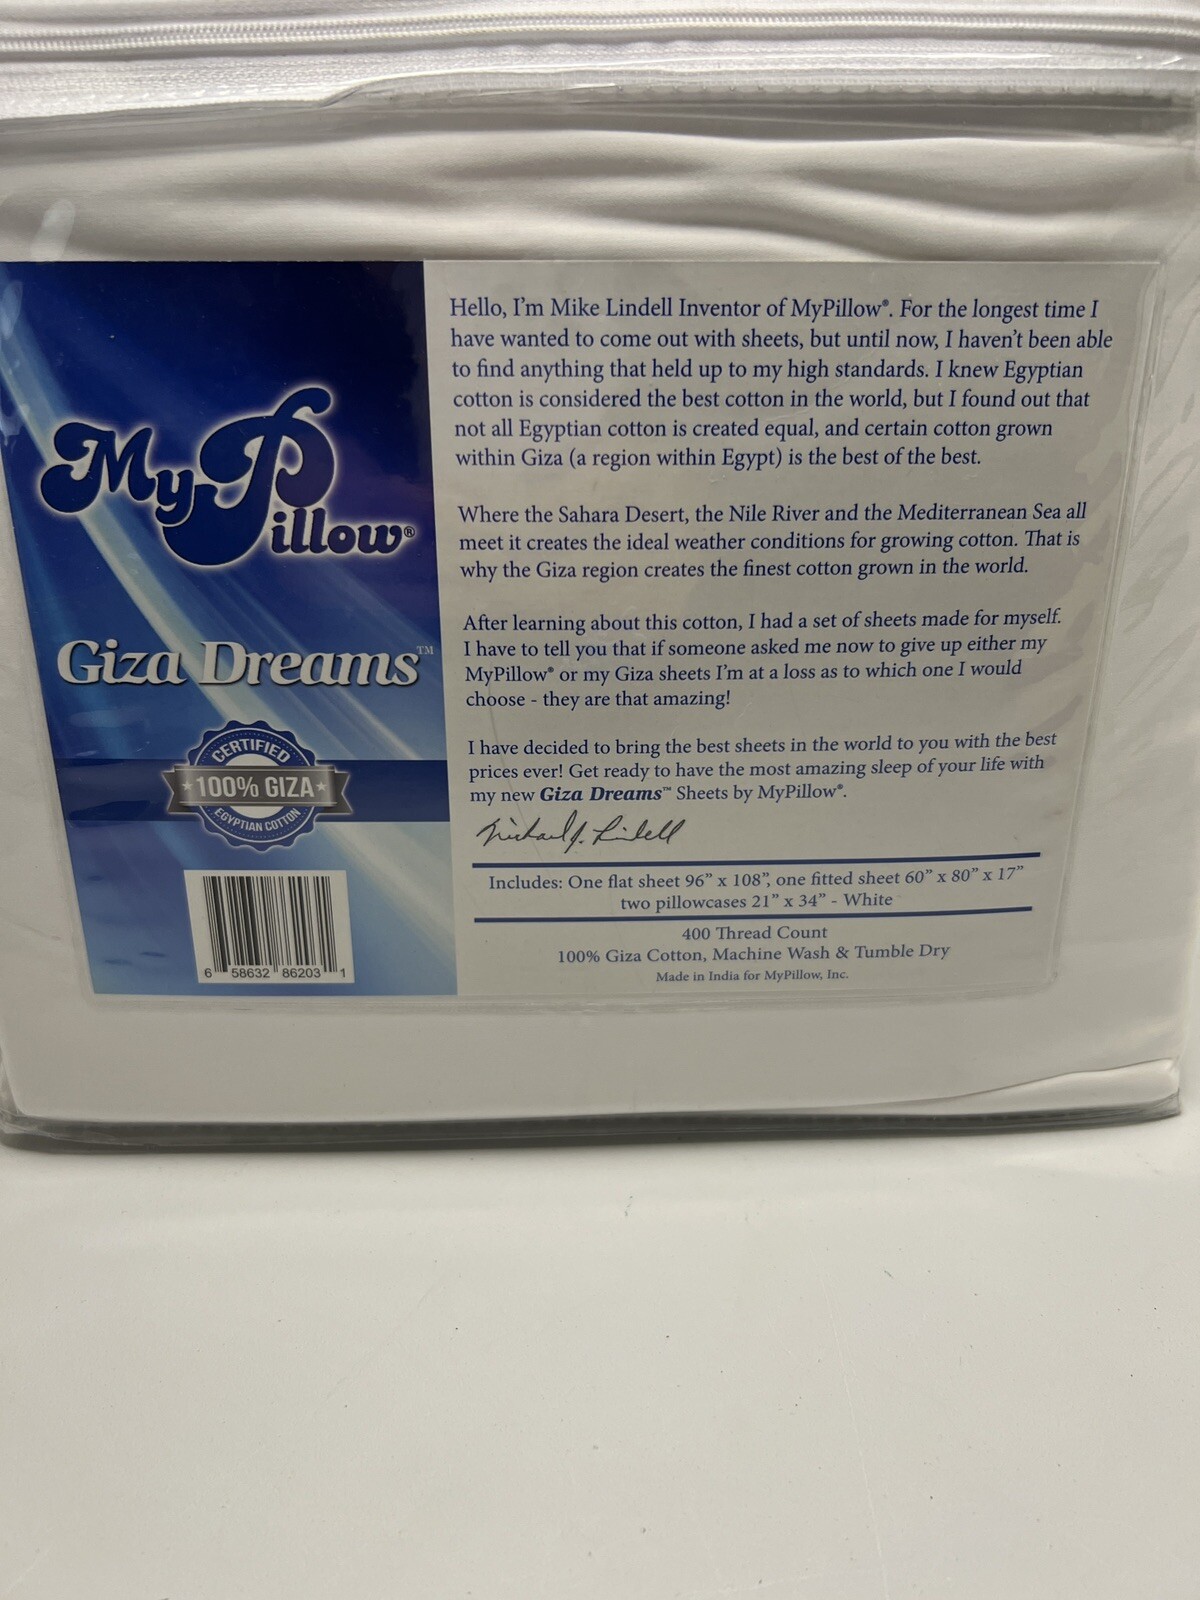 MyPillow®
Giza Dreams™
CERTIFIED
100% GIZA
EGYPTIAN COTTON
6 58632 86203 1
Hello, I'm Mike Lindell Inventor of MyPillow®. For the longest time I
have wanted to come out with sheets, but until now, I haven't been able
to find anything that held up to my high standards. I knew Egyptian
cotton is considered the best cotton in the world, but I found out that
not all Egyptian cotton is created equal, and certain cotton grown
within Giza (a region within Egypt) is the best of the best.
Where the Sahara Desert, the Nile River and the Mediterranean Sea all
meet it creates the ideal weather conditions for growing cotton. That is
why the Giza region creates the finest cotton grown in the world.
After learning about this cotton, I had a set of sheets made for myself.
I have to tell you that if someone asked me now to give up either my
MyPillow® or my Giza sheets I'm at a loss as to which one I would
choose - they are that amazing!
I have decided to bring the best sheets in the world to you with the best
prices ever! Get ready to have the most amazing sleep of your life with
my new Giza Dreams™ Sheets by MyPillow®.
Michael J. Lindell
Includes: One flat sheet 96" x 108", one fitted sheet 60" x 80" x 17"
two pillowcases 21" x 34" - White
400 Thread Count
100% Giza Cotton, Machine Wash & Tumble Dry
Made in India for MyPillow, Inc.